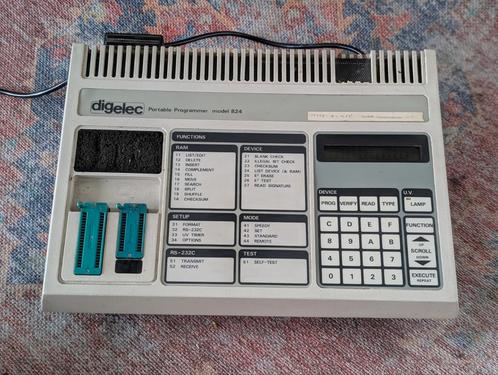 digelec Portable Programmer model 824
FUNCTIONS
RAM
11 LIST/EDIT
12 DELETE
13 INSERT
14 COMPLEMENT
15 FILL
16 MOVE
17 SEARCH
18 SPLIT
19 SHUFFLE
1A CHECKSUM
DEVICE
21 BLANK CHECK
22 ILLEGAL BIT CHECK
23 CHECKSUM
24 LIST DEVICE (& RAM)
25 E² ERASE
26 E² TEST
27 READ SIGNATURE
SETUP
31 FORMAT
32 RS-232C
33 UV TIMER
34 OPTIONS
MODE
41 SPEEDY
42 SET
43 STANDARD
44 REMOTE
RS-232C
51 TRANSMIT
52 RECEIVE
TEST
61 SELF-TEST
DEVICE
U.V.
PROG VERIFY READ TYPE LAMP
C D E F FUNCTION
8 9 A B
UP
SCROLL
DOWN
4 5 6 7
0 1 2 3 EXECUTE
REPEAT